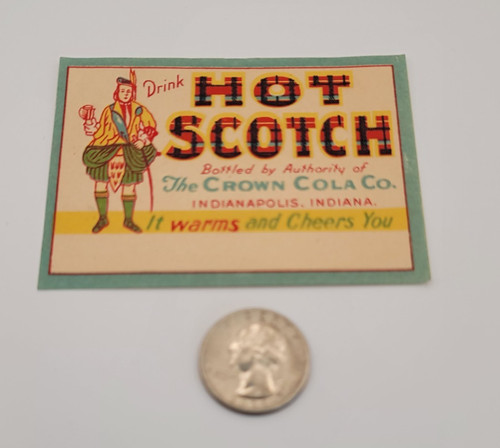 Drink HOT
SCOTCH
Bottled by Authority of
The CROWN COLA CO.
INDIANAPOLIS. INDIANA.
It warms and Cheers You